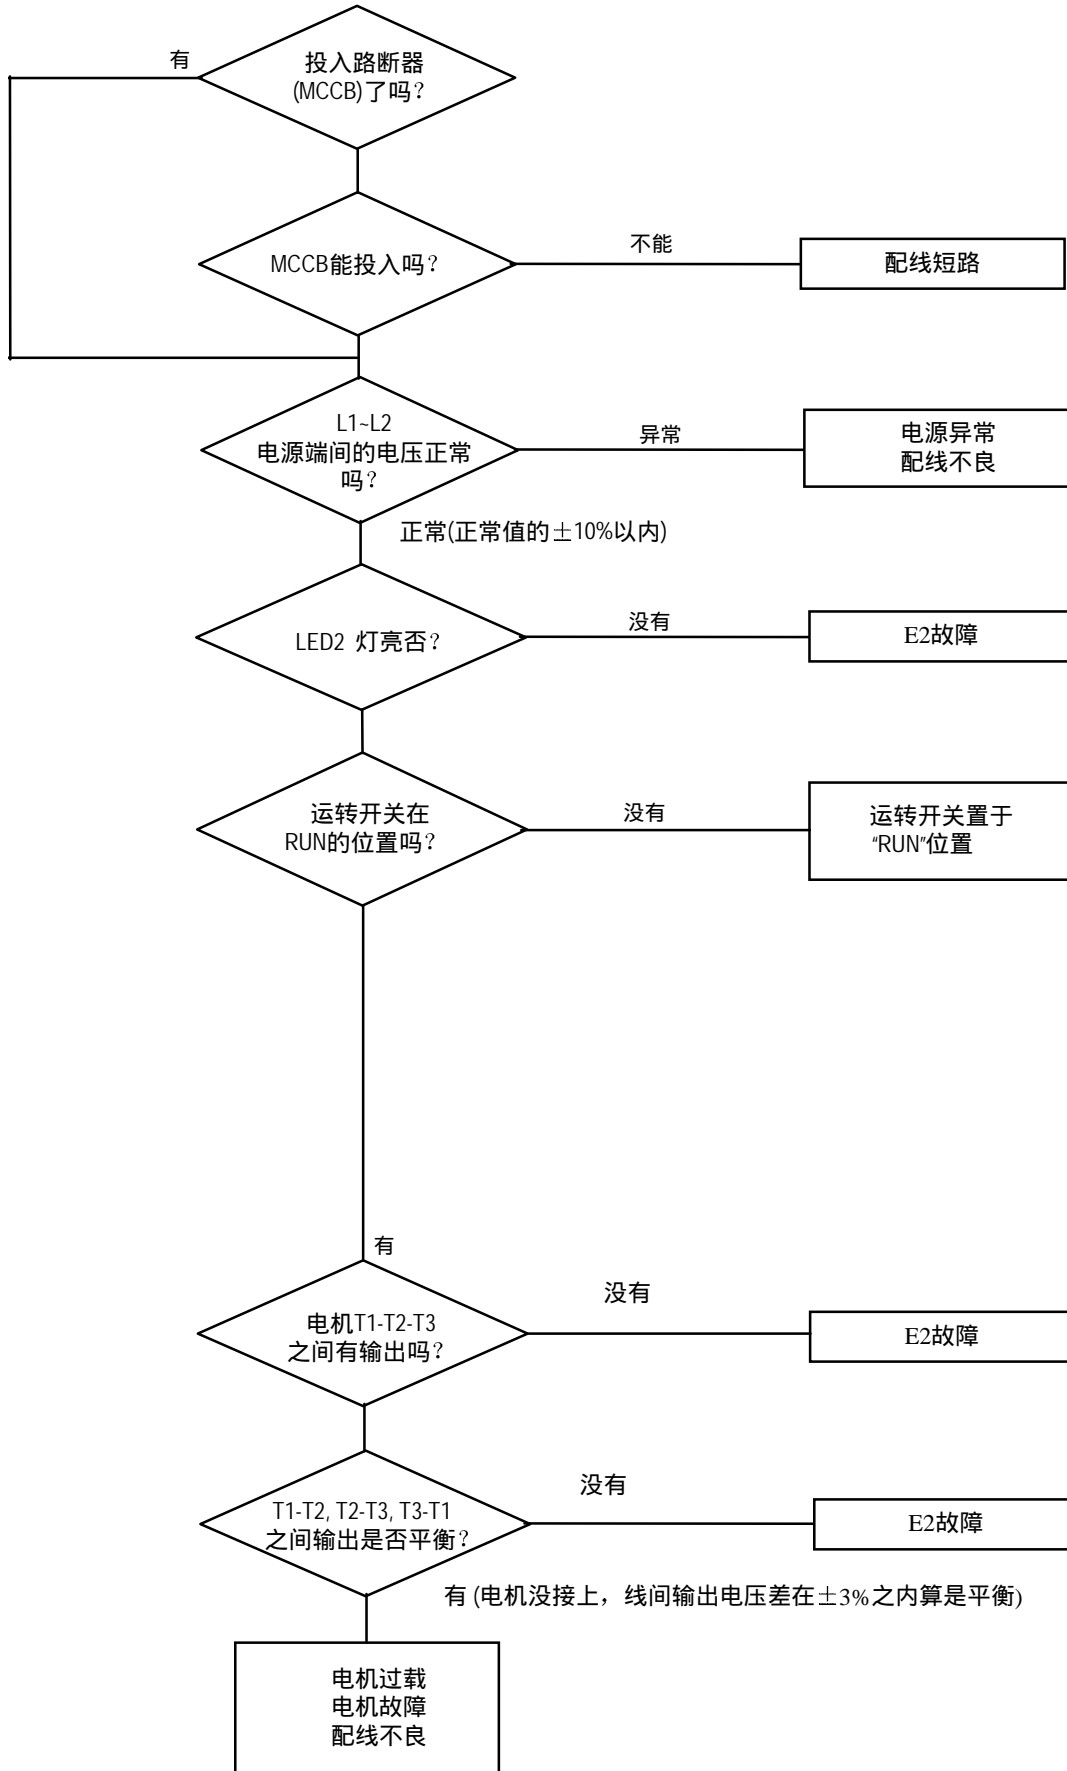 有
投入路断器
(MCCB)了吗?
MCCB能投入吗?
不能
配线短路
L1~L2
电源端间的电压正常
吗?
异常
电源异常
配线不良
正常(正常值的±10%以内)
LED2 灯亮否?
没有
E2故障
运转开关在
RUN的位置吗?
没有
运转开关置于
“RUN”位置
有
电机T1-T2-T3
之间有输出吗?
没有
E2故障
T1-T2, T2-T3, T3-T1
之间输出是否平衡?
没有
E2故障
有 (电机没接上，线间输出电压差在±3%之内算是平衡)
电机过载
电机故障
配线不良